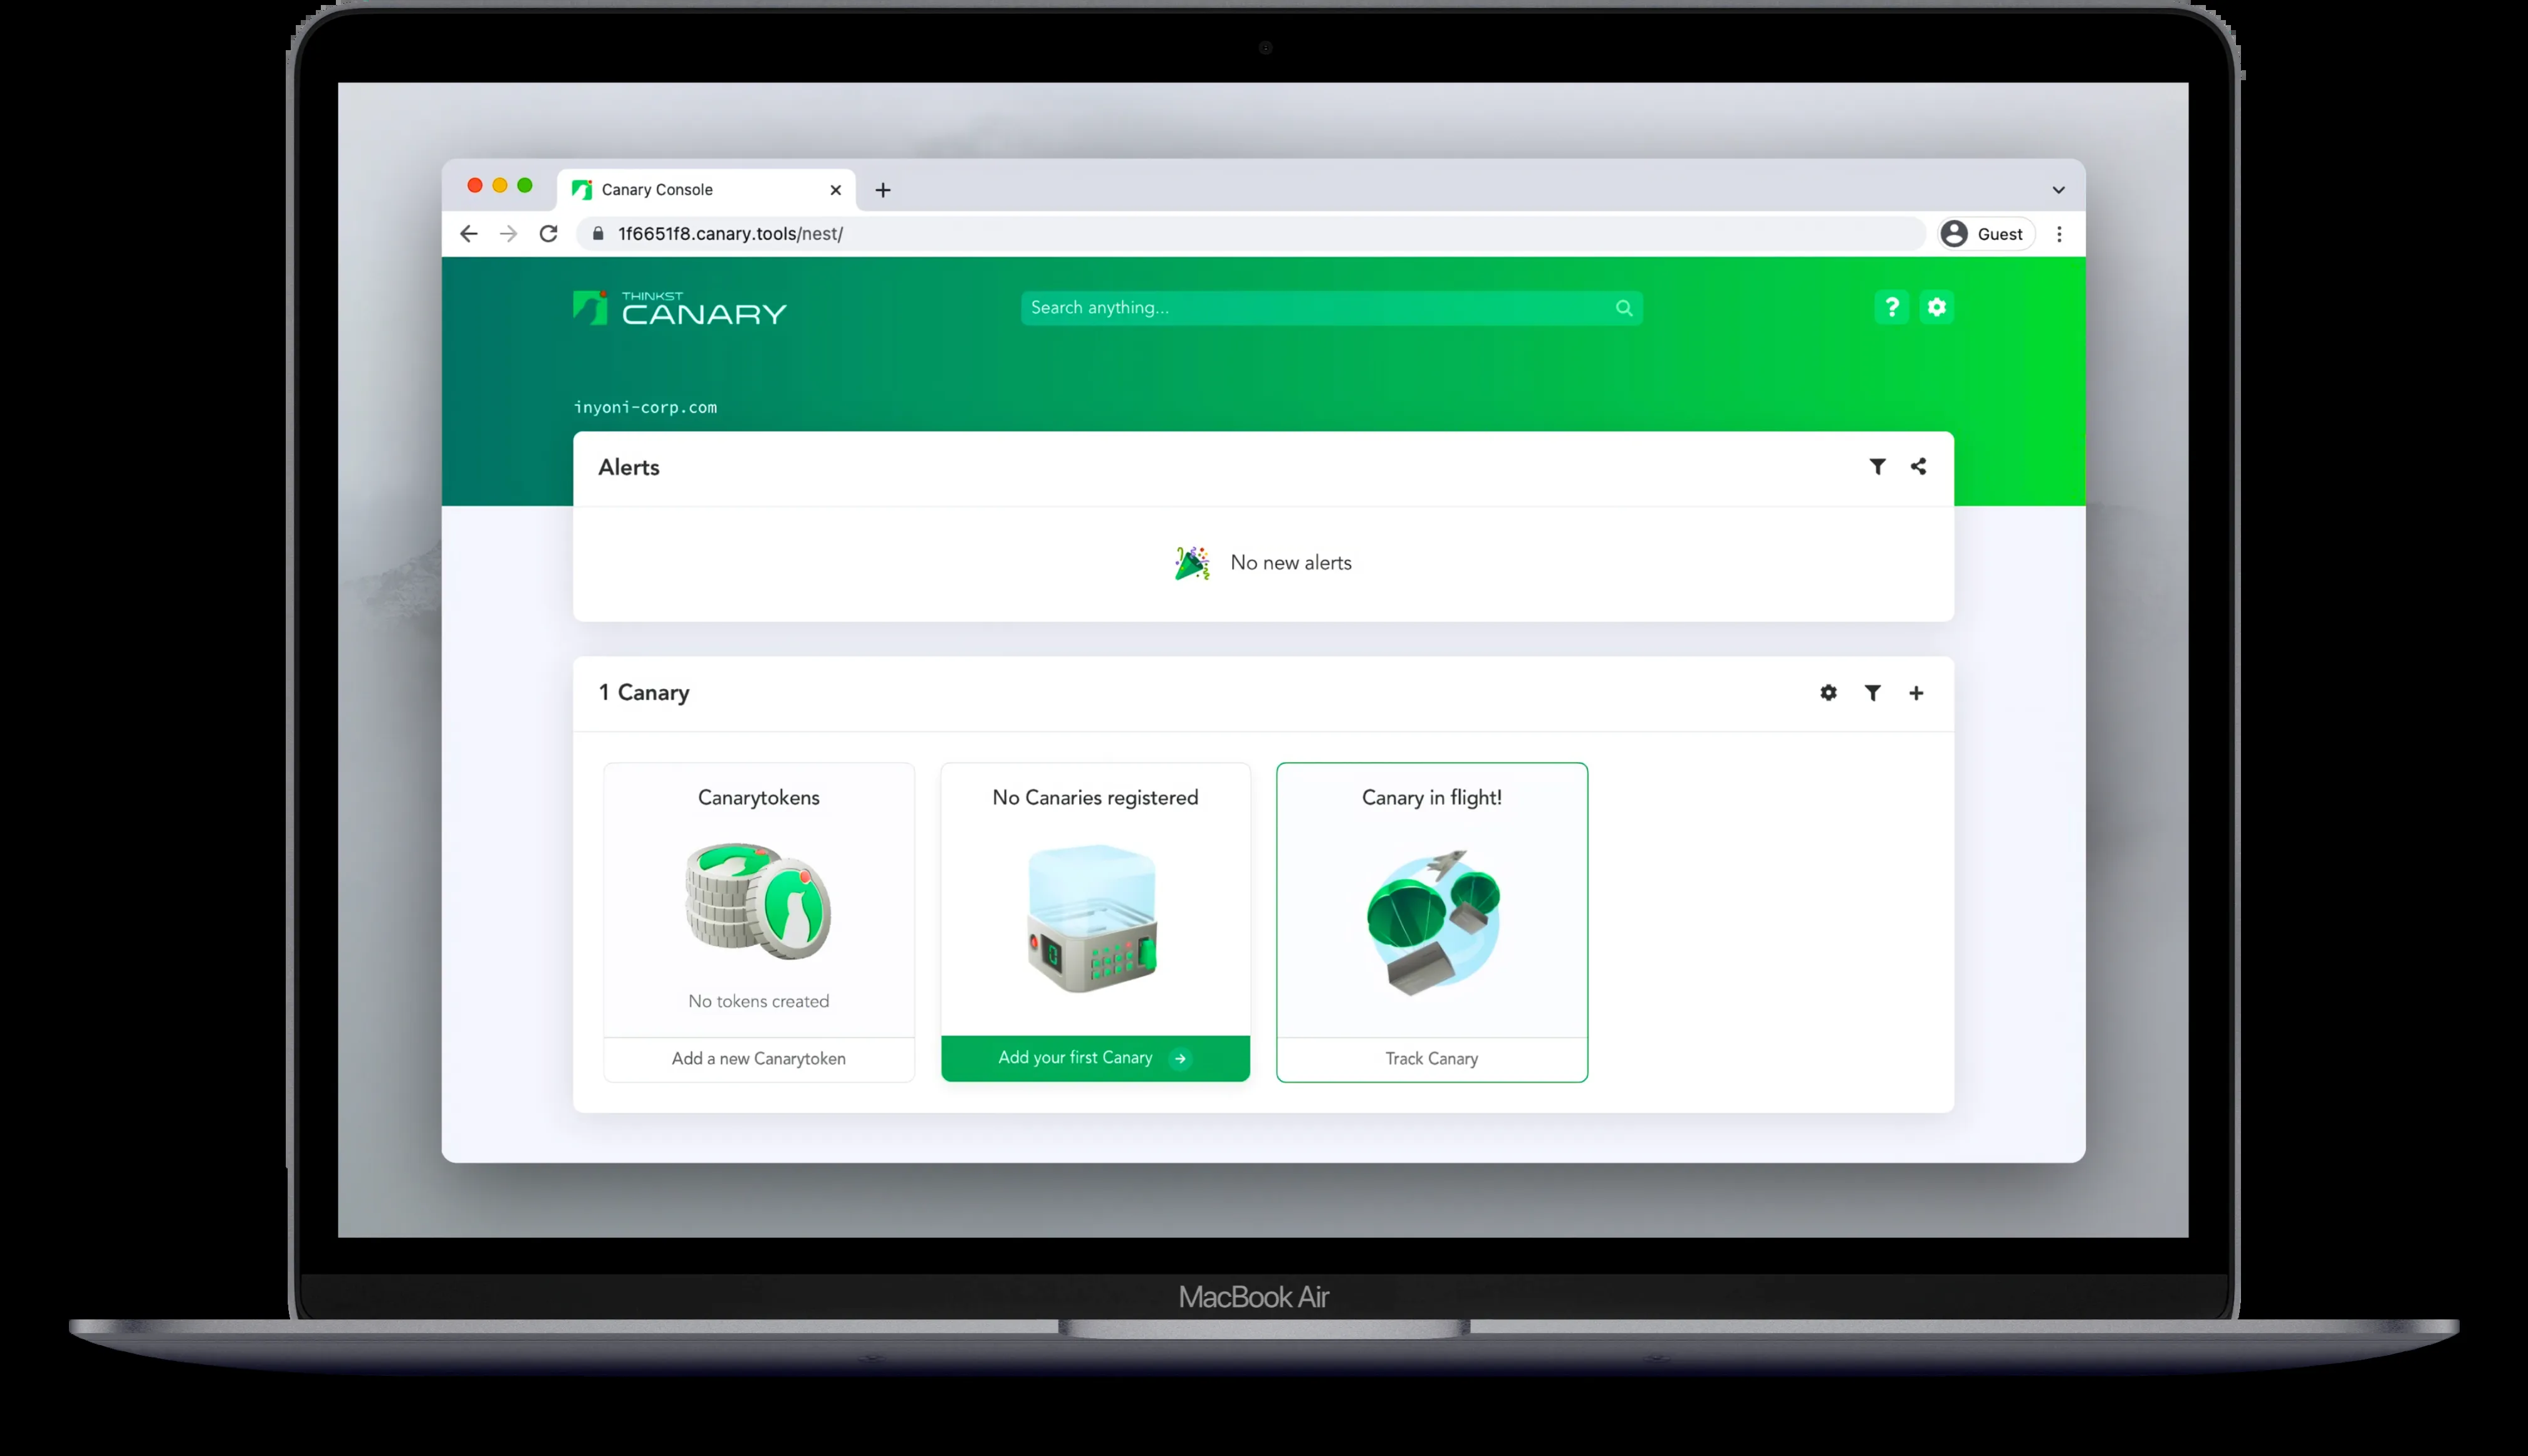 Canary Console
1f6651f8.canary.tools/nest/
Guest
THINKST
CANARY
Search anything...
?
inyoni-corp.com
Alerts
No new alerts
1 Canary
Canarytokens
No tokens created
Add a new Canarytoken
No Canaries registered
0
Add your first Canary
Canary in flight!
Track Canary
MacBook Air